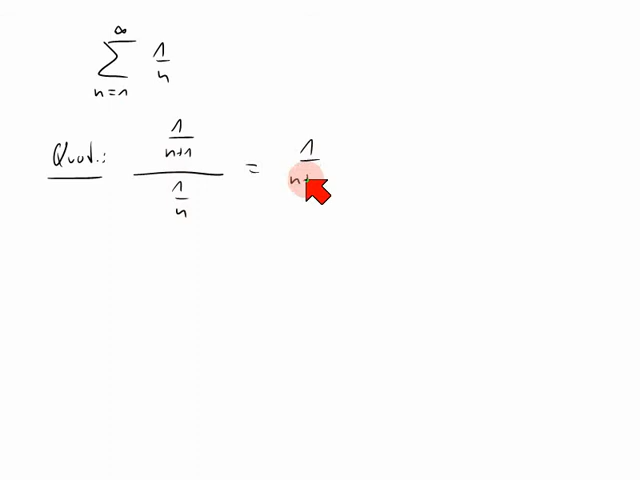 ∞
∑ 1/n
n=1
Quot.: (1/(n+1))/(1/n) = 1/(n+